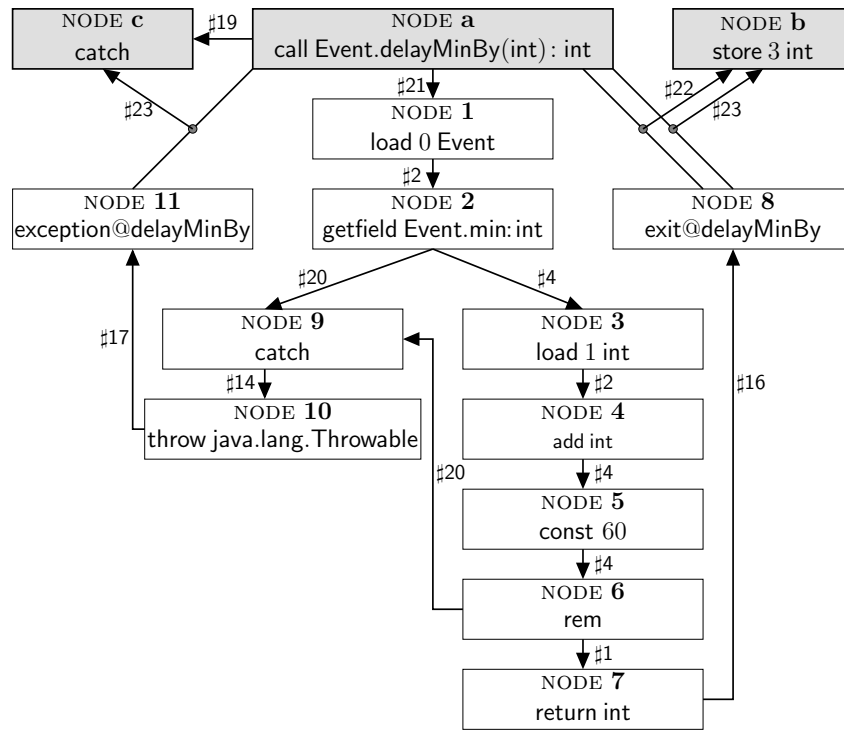 NODE c
catch
♯19
NODE a
call Event.delayMinBy(int) : int
NODE b
store 3 int
♯23
♯21
♯22
♯23
NODE 1
load 0 Event
♯2
NODE 11
exception@delayMinBy
NODE 2
getfield Event.min: int
NODE 8
exit@delayMinBy
♯20
♯4
NODE 9
catch
NODE 3
load 1 int
♯17
♯14
♯2
♯16
NODE 10
throw java.lang.Throwable
NODE 4
add int
♯20
♯4
NODE 5
const 60
♯4
NODE 6
rem
♯1
NODE 7
return int